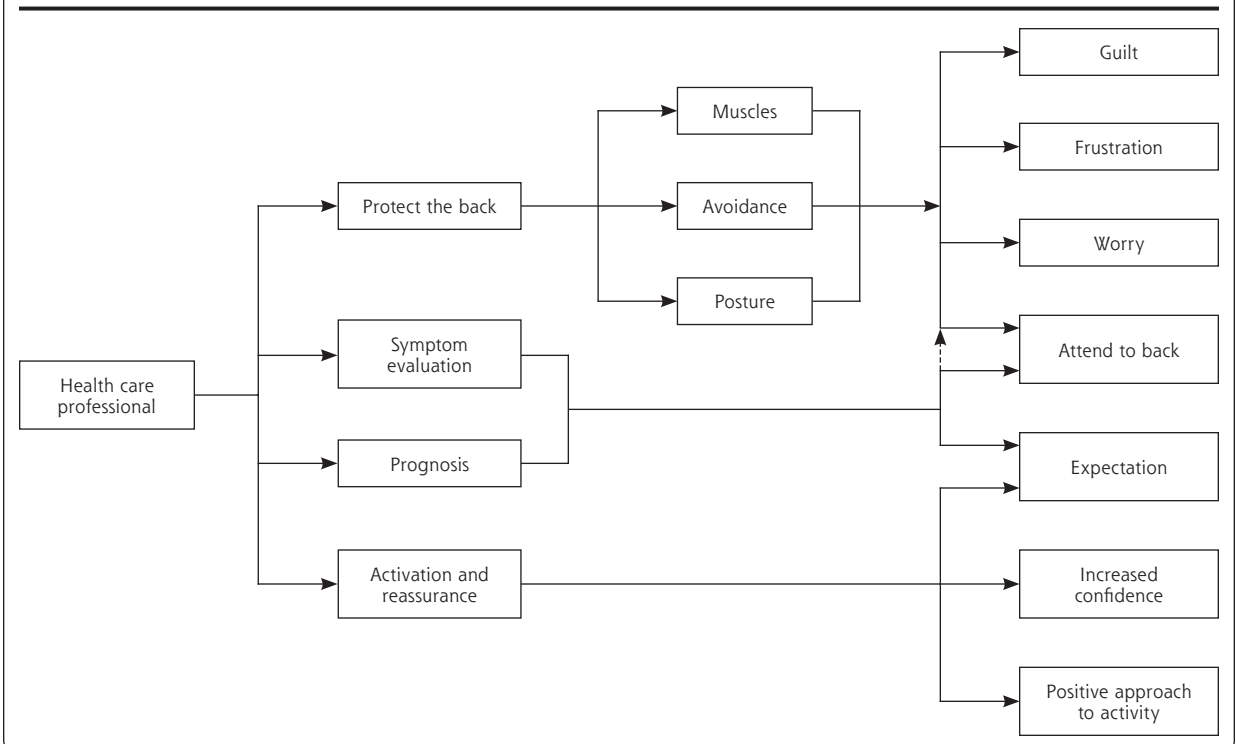 Guilt
Muscles
Frustration
Protect the back
Avoidance
Worry
Posture
Symptom
evaluation
Attend to back
Health care
professional
Prognosis
Expectation
Activation and
reassurance
Increased
confidence
Positive approach
to activity